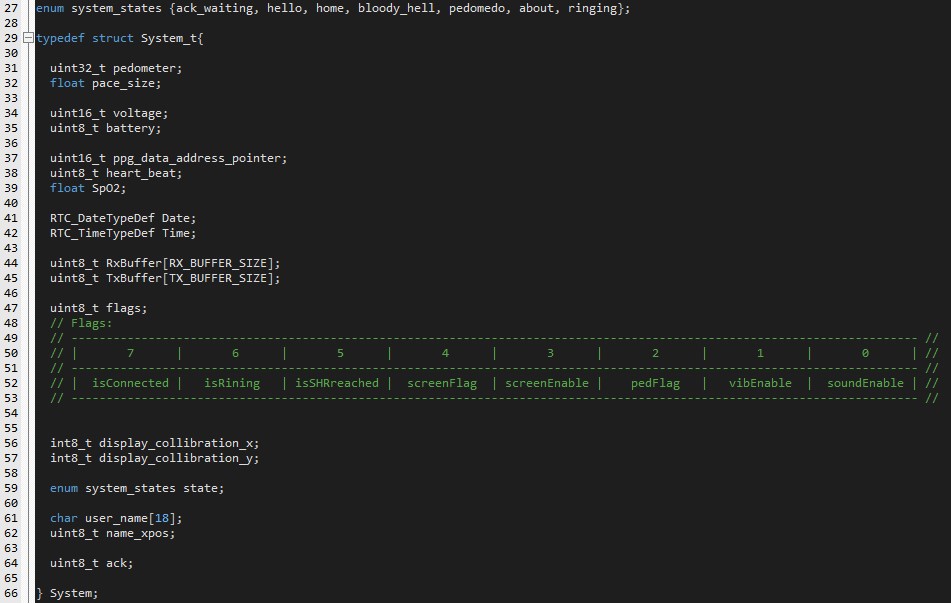 27 enum system_states {ack_waiting, hello, home, bloody_hell, pedomedo, about, ringing};
28
29 typedef struct System_t{
30
31 uint32_t pedometer;
32 float pace_size;
33
34 uint16_t voltage;
35 uint8_t battery;
36
37 uint16_t ppg_data_address_pointer;
38 uint8_t heart_beat;
39 float SpO2;
40
41 RTC_DateTypeDef Date;
42 RTC_TimeTypeDef Time;
43
44 uint8_t RxBuffer[RX_BUFFER_SIZE];
45 uint8_t TxBuffer[TX_BUFFER_SIZE];
46
47 uint8_t flags;
48 // Flags:
49 // ------------------------------------------------------------------------------------------------------------------------- //
50 // | 7 | 6 | 5 | 4 | 3 | 2 | 1 | 0 | //
51 // ------------------------------------------------------------------------------------------------------------------------- //
52 // | isConnected | isRining | isSHRreached | screenFlag | screenEnable | pedFlag | vibEnable | soundEnable | //
53 // ------------------------------------------------------------------------------------------------------------------------- //
54
55
56 int8_t display_collibration_x;
57 int8_t display_collibration_y;
58
59 enum system_states state;
60
61 char user_name[18];
62 uint8_t name_xpos;
63
64 uint8_t ack;
65
66 } System;